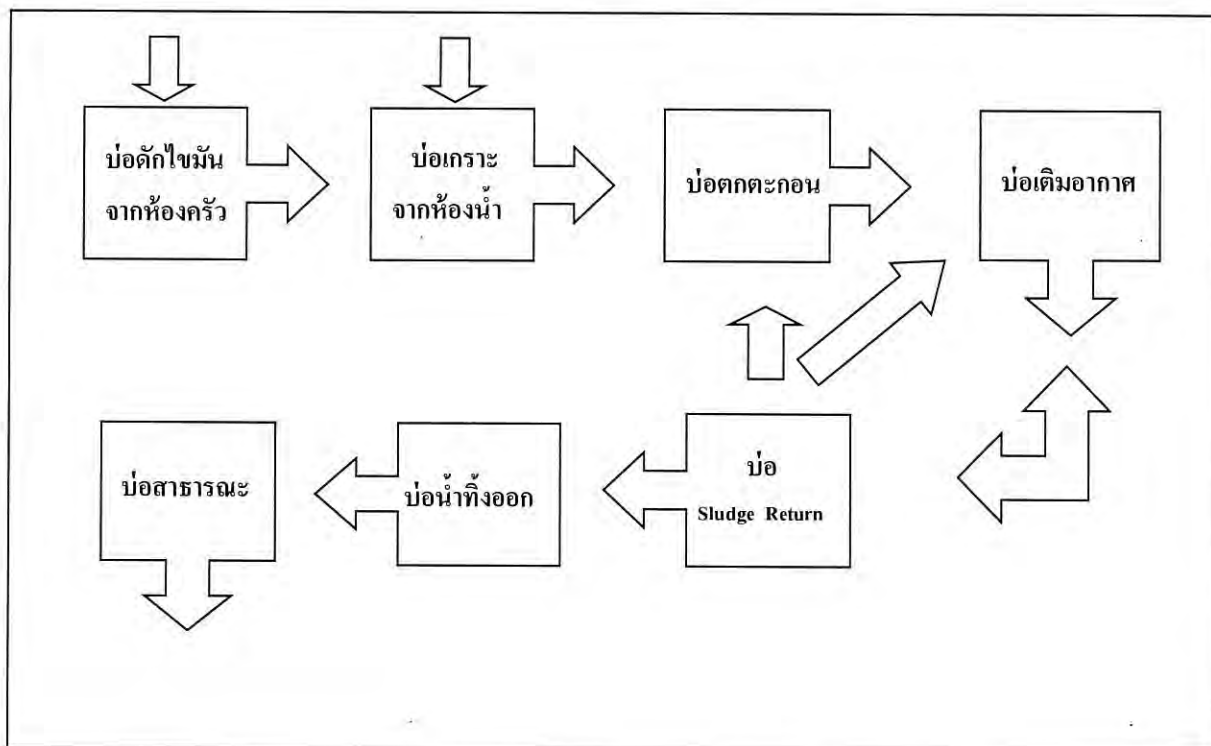 บ่อดักไขมัน
จากห้องครัว
บ่อเกราะ
จากห้องน้ำ
บ่อตกตะกอน
บ่อเติมอากาศ
บ่อสาธารณะ
บ่อน้ำทิ้งออก
บ่อ
Sludge Return